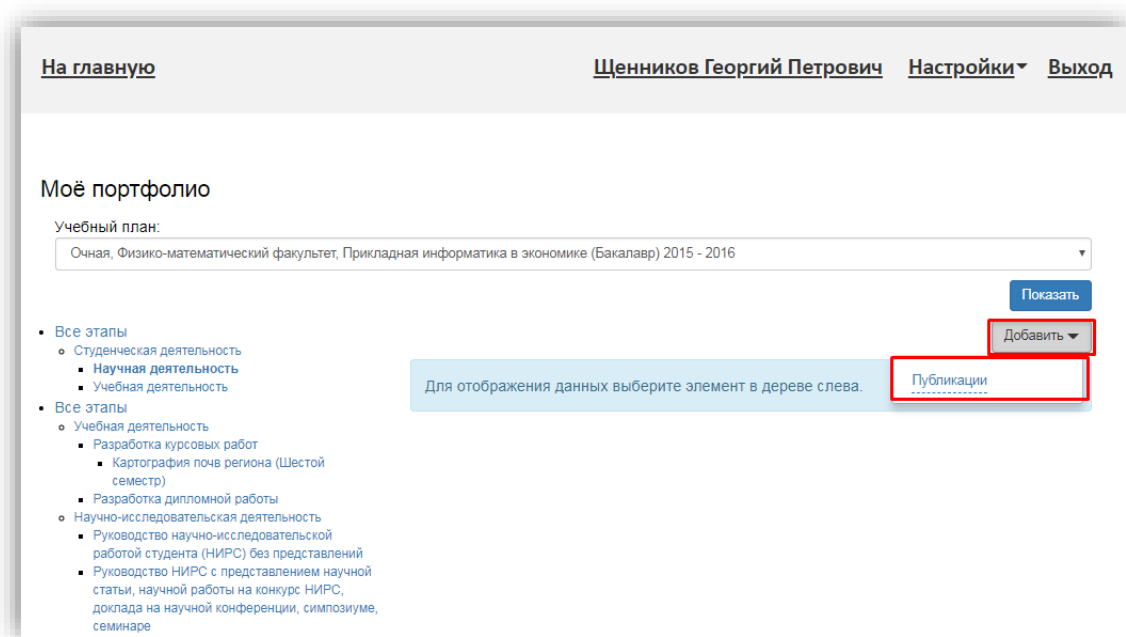 На главную
Щенников Георгий Петрович Настройки Выход
Моё портфолио
Учебный план:
Очная, Физико-математический факультет, Прикладная информатика в экономике (Бакалавр) 2015 - 2016
Показать
Добавить
Публикации
Для отображения данных выберите элемент в дереве слева.
Все этапы
Студенческая деятельность
Научная деятельность
Учебная деятельность
Все этапы
Учебная деятельность
Разработка курсовых работ
Картография почв региона (Шестой
семестр)
Разработка дипломной работы
Научно-исследовательская деятельность
Руководство научно-исследовательской
работой студента (НИРС) без представлений
Руководство НИРС с представлением научной
статьи, научной работы на конкурс НИРС,
доклада на научной конференции, симпозиуме,
семинаре